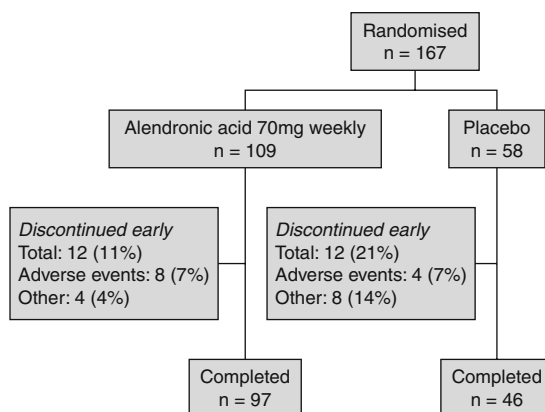 Randomised
n = 167
Alendronic acid 70mg weekly
n = 109
Placebo
n = 58
Discontinued early
Total: 12 (11%)
Adverse events: 8 (7%)
Other: 4 (4%)
Discontinued early
Total: 12 (21%)
Adverse events: 4 (7%)
Other: 8 (14%)
Completed
n = 97
Completed
n = 46